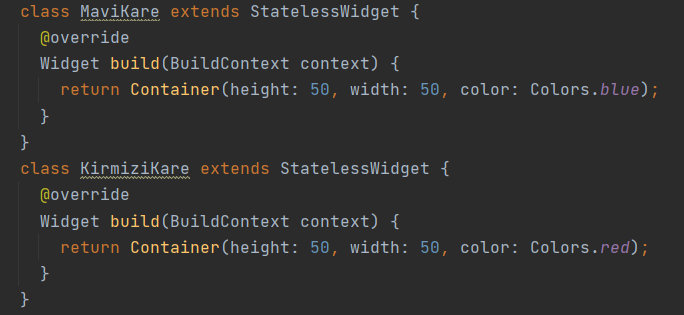 class MaviKare extends StatelessWidget {
  @override
  Widget build(BuildContext context) {
    return Container(height: 50, width: 50, color: Colors.blue);
  }
}
class KirmiziKare extends StatelessWidget {
  @override
  Widget build(BuildContext context) {
    return Container(height: 50, width: 50, color: Colors.red);
  }
}